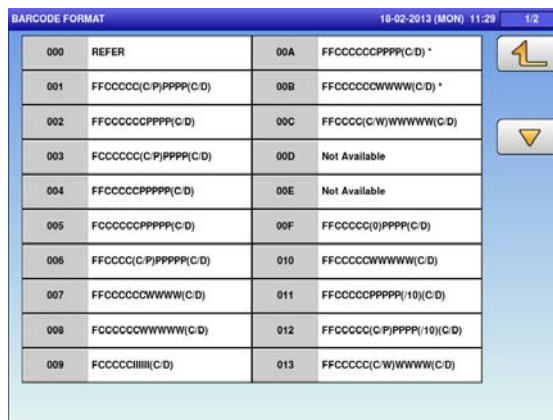 BARCODE FORMAT 18-02-2013 (MON) 11:29 1/2
000 REFER 00A FFCCCCCCPPPP(C/D) *
001 FFCCCCC(C/P)PPPP(C/D) 00B FFCCCCCCWWWW(C/D) *
002 FFCCCCCCPPPP(C/D) 00C FFCCCC(C/W)WWWWW(C/D)
003 FCCCCCC(C/P)PPPP(C/D) 00D Not Available
004 FFCCCCCPPPPP(C/D) 00E Not Available
005 FCCCCCCPPPPP(C/D) 00F FFCCCCC(0)PPPP(C/D)
006 FFCCCC(C/P)PPPPP(C/D) 010 FFCCCCCWWWWW(C/D)
007 FFCCCCCCWWWW(C/D) 011 FFCCCCCPPPPP(/10)(C/D)
008 FCCCCCCWWWWW(C/D) 012 FFCCCCC(C/P)PPPP(/10)(C/D)
009 FCCCCCIIIIII(C/D) 013 FFCCCCC(C/W)WWWW(C/D)